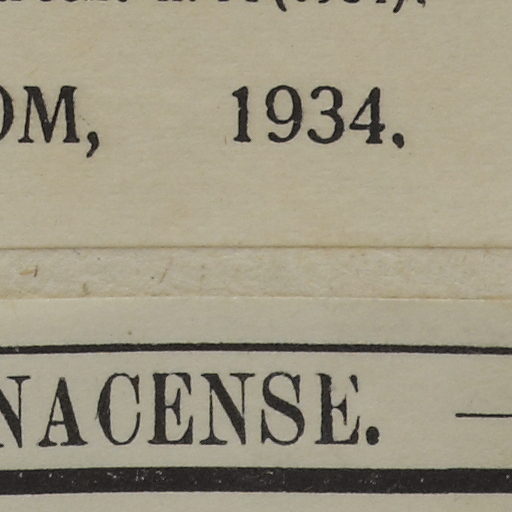 OM, 1934.
NACENSE. —